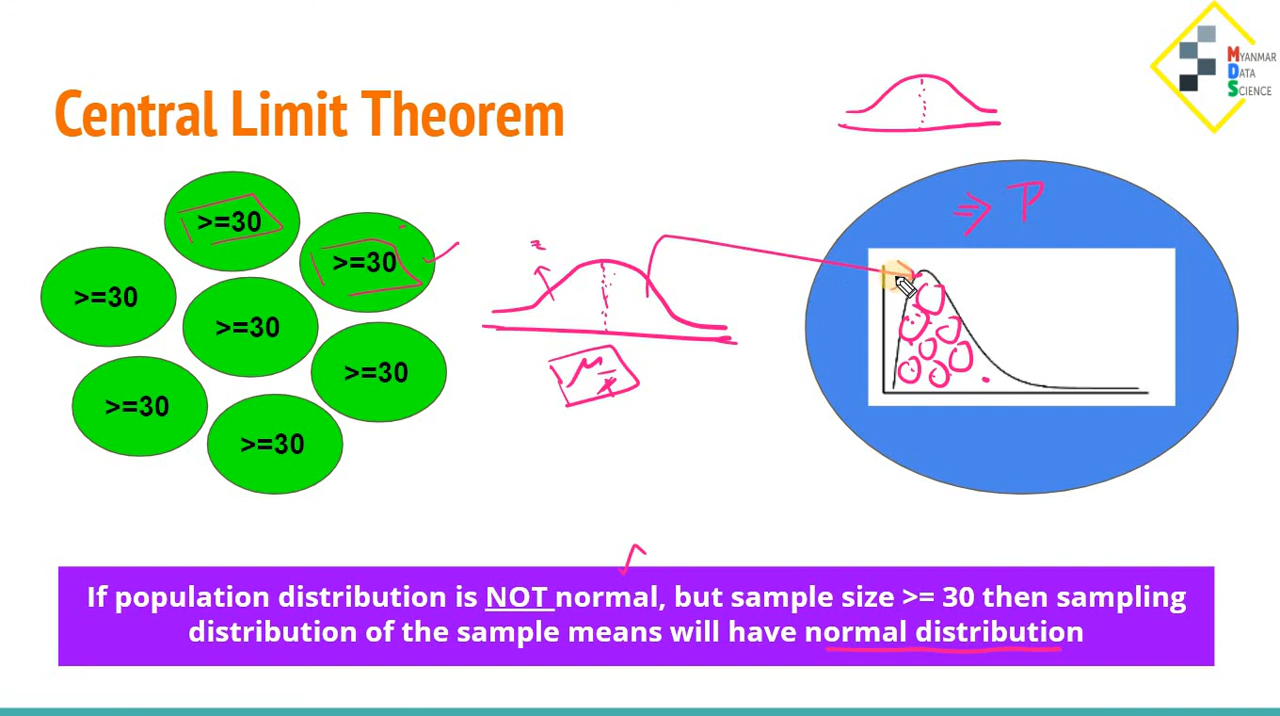 MYANMAR
DATA
SCIENCE
Central Limit Theorem
>=30
>=30
>=30
>=30
>=30
>=30
>=30
P
μ x̄
If population distribution is NOT normal, but sample size >= 30 then sampling
distribution of the sample means will have normal distribution